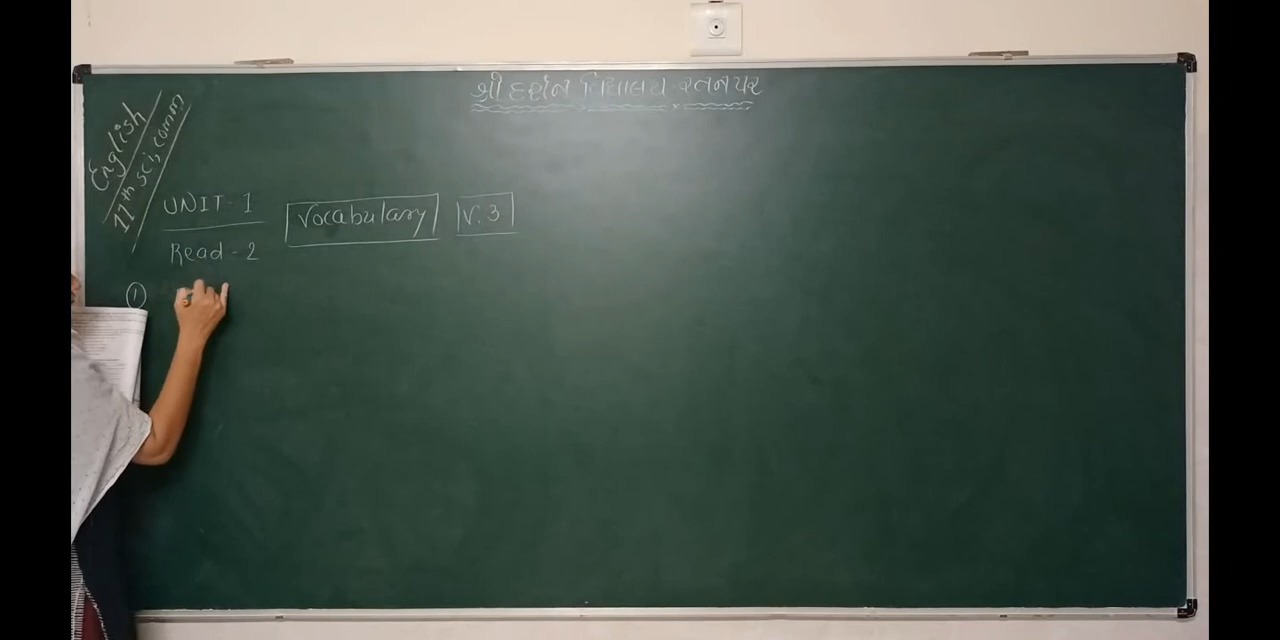 શ્રી દર્શન વિદ્યાલય રતનપર
English
11th sci, comm
UNIT - 1
Read - 2
Vocabulary
V. 3
①